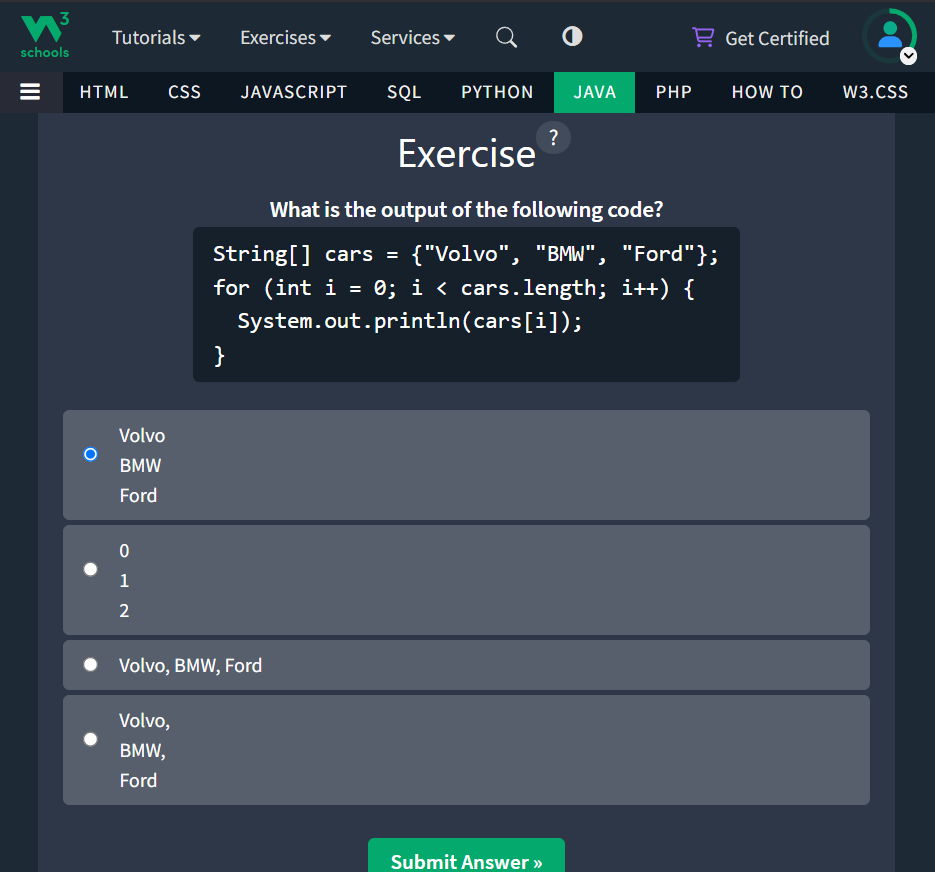 W3
schools
Tutorials Exercises Services Get Certified
HTML CSS JAVASCRIPT SQL PYTHON JAVA PHP HOW TO W3.CSS
Exercise ?
What is the output of the following code?
String[] cars = {"Volvo", "BMW", "Ford"};
for (int i = 0; i < cars.length; i++) {
  System.out.println(cars[i]);
}
Volvo
BMW
Ford
0
1
2
Volvo, BMW, Ford
Volvo,
BMW,
Ford
Submit Answer »